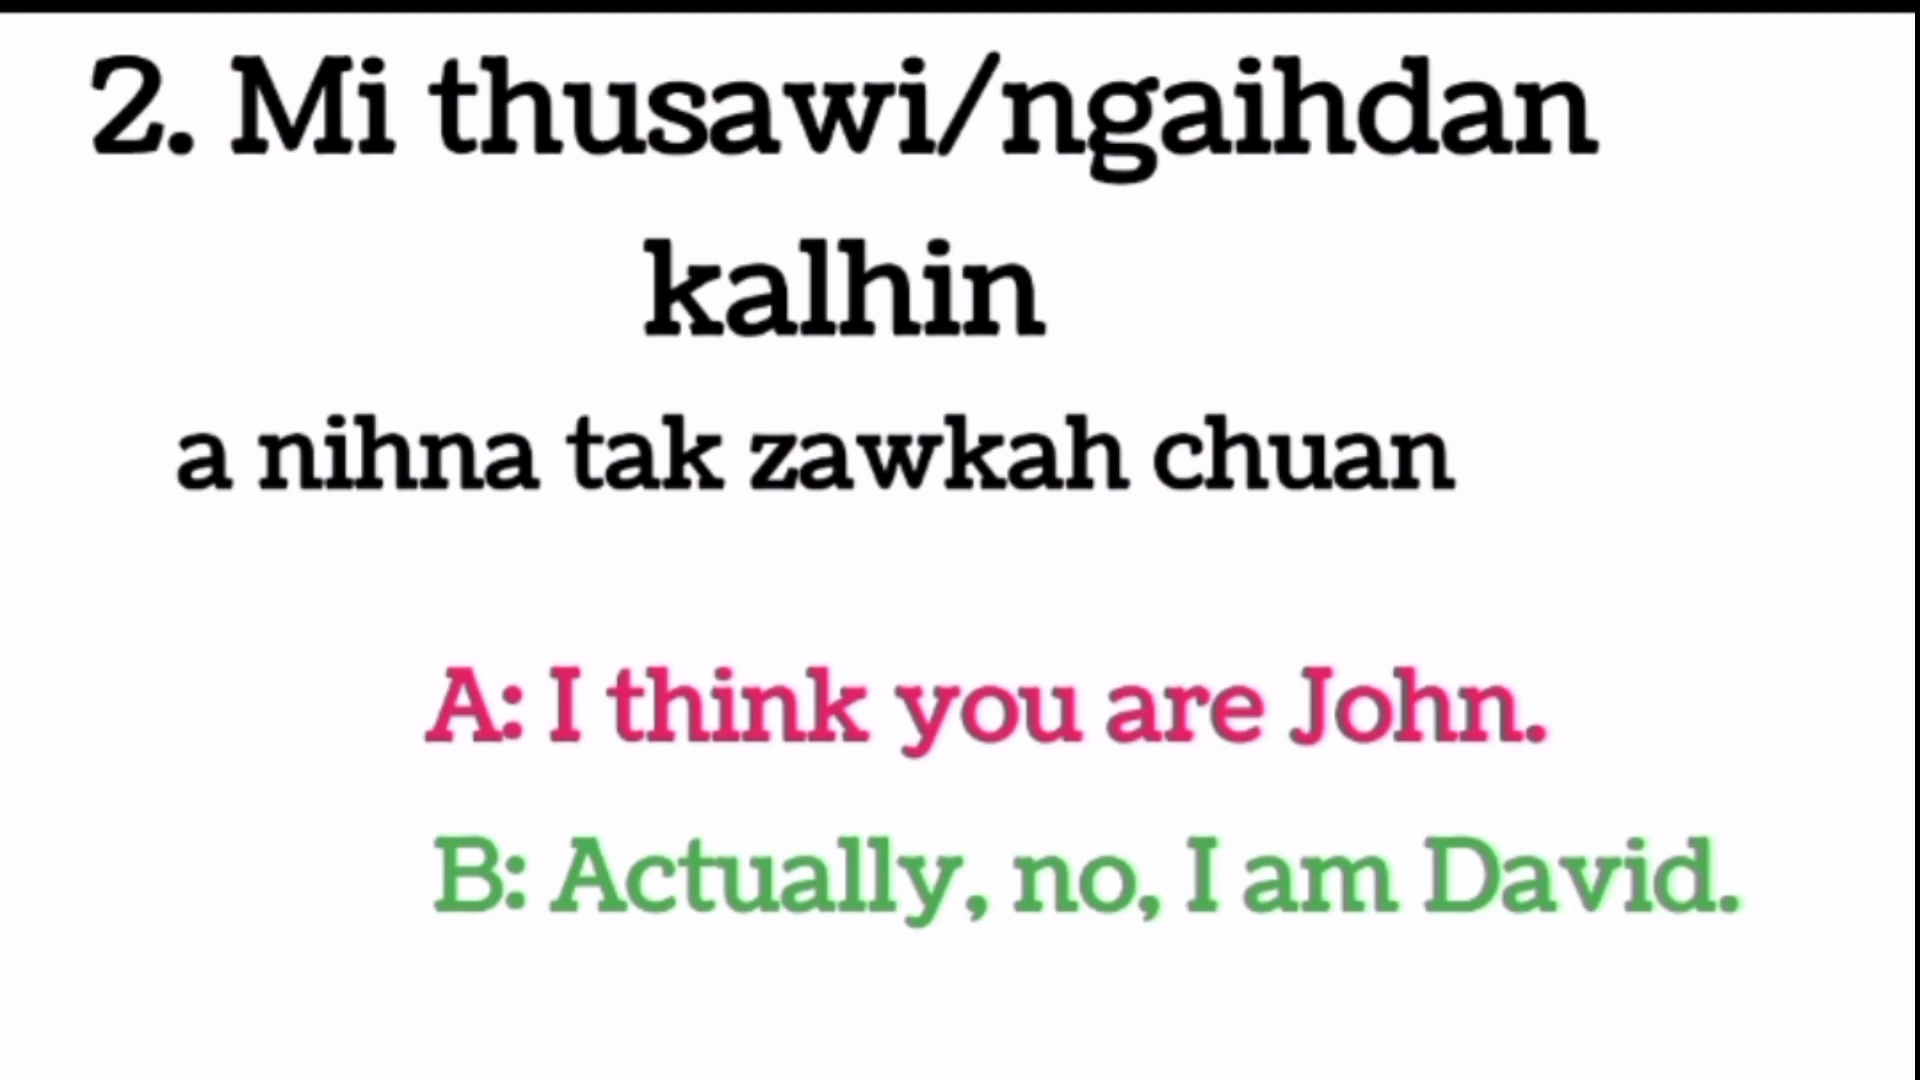 2. Mi thusawi/ngaihdan
kalhin
a nihna tak zawkah chuan
A: I think you are John.
B: Actually, no, I am David.